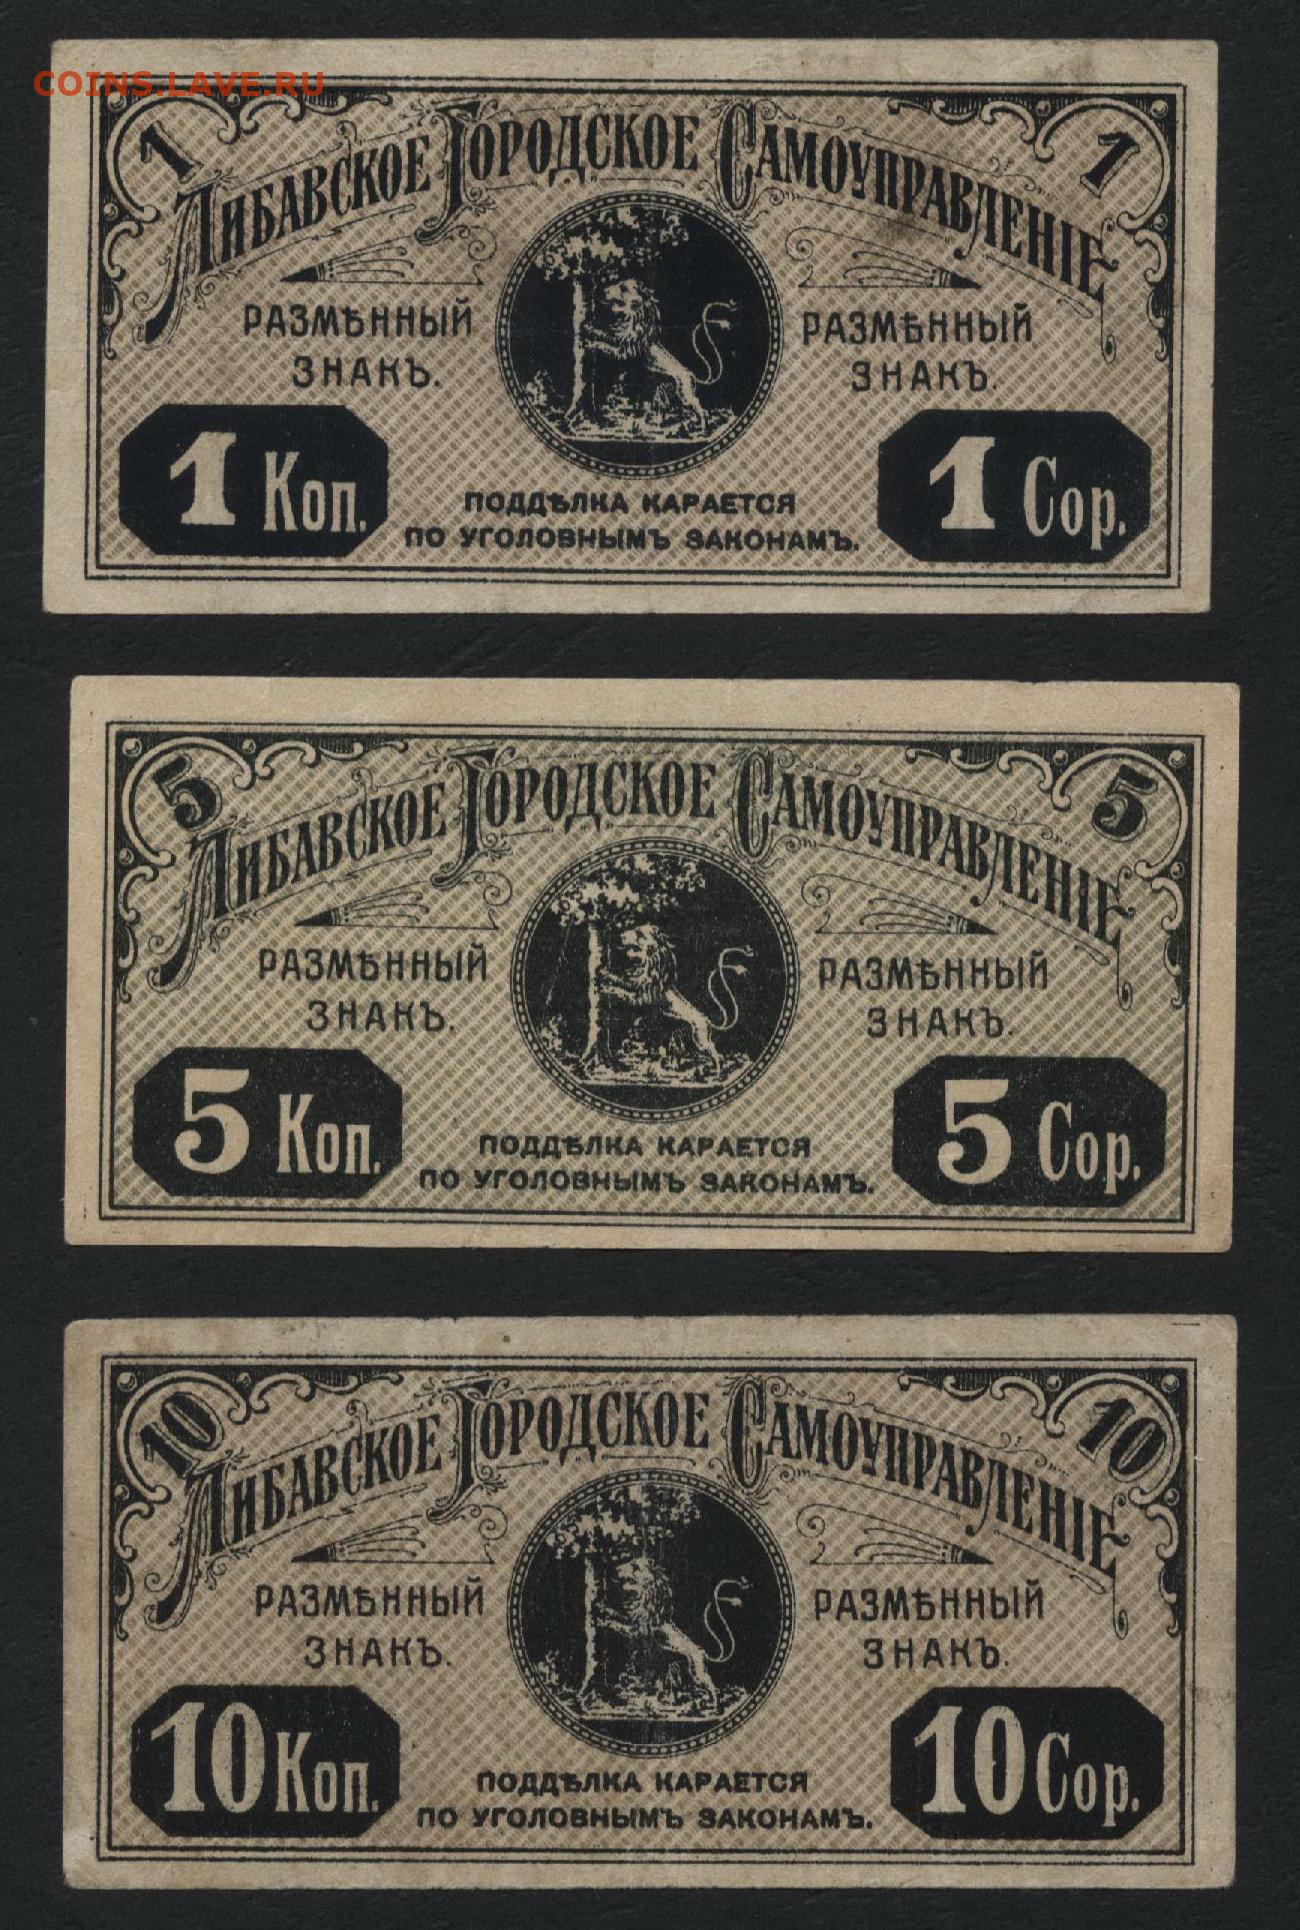 COINS.LAVE.RU
1 1
Либавское Городское Самоуправленіе
Размѣнный Размѣнный
знакъ. знакъ.
1 Коп. 1 Cop.
Поддѣлка карается
по уголовнымъ законамъ.
5 5
Либавское Городское Самоуправленіе
Размѣнный Размѣнный
знакъ. знакъ.
5 Коп. 5 Cop.
Поддѣлка карается
по уголовнымъ законамъ.
10 10
Либавское Городское Самоуправленіе
Размѣнный Размѣнный
знакъ. знакъ.
10 Коп. 10 Cop.
Поддѣлка карается
по уголовнымъ законамъ.